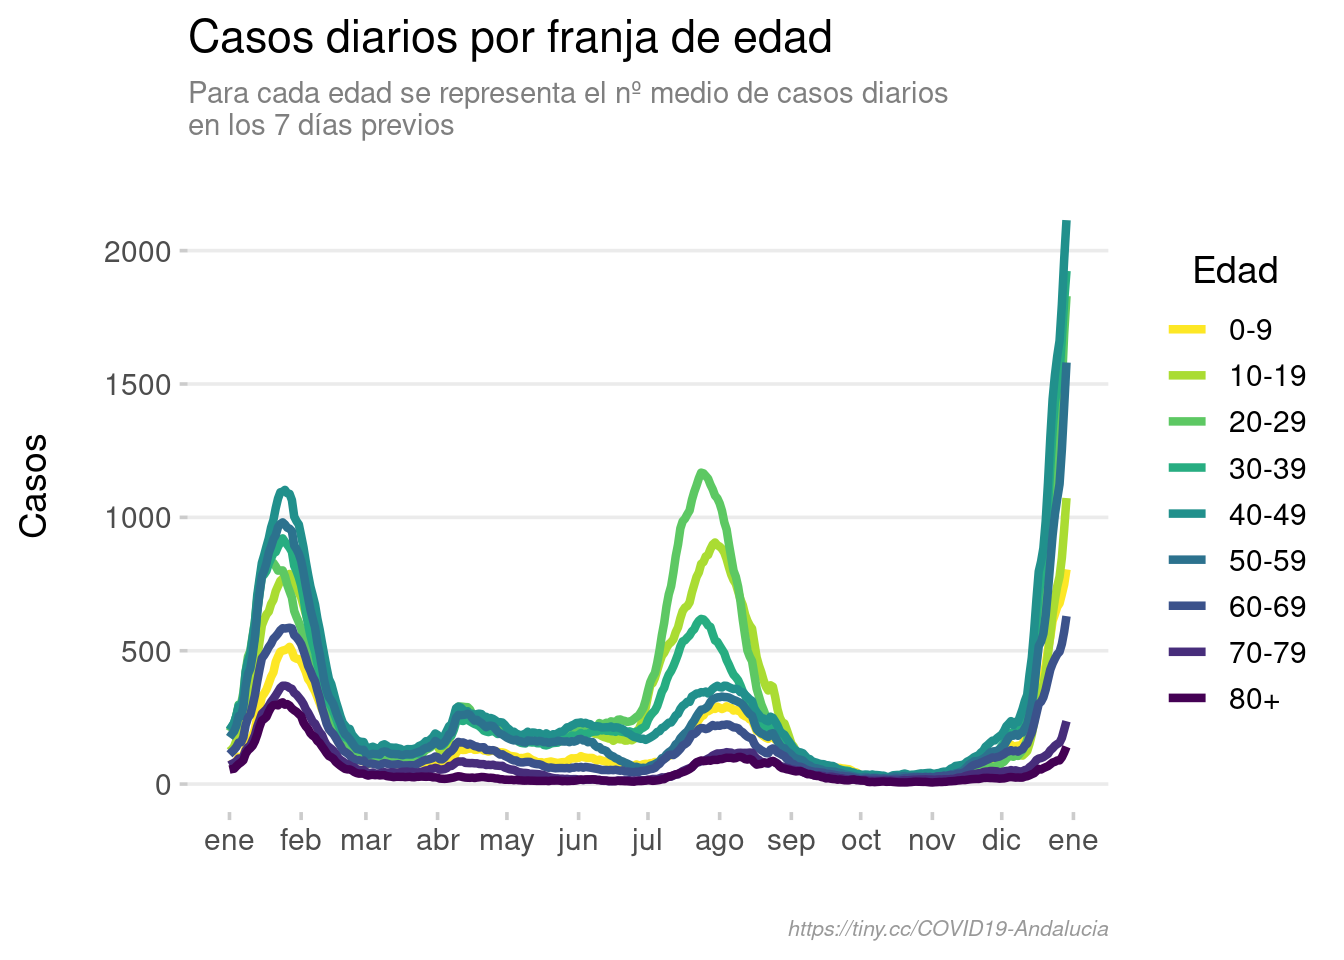 Casos diarios por franja de edad
Para cada edad se representa el nº medio de casos diarios
en los 7 días previos
Casos
2000
1500
1000
500
0
ene feb mar abr may jun jul ago sep oct nov dic ene
Edad
0-9
10-19
20-29
30-39
40-49
50-59
60-69
70-79
80+
https://tiny.cc/COVID19-Andalucia